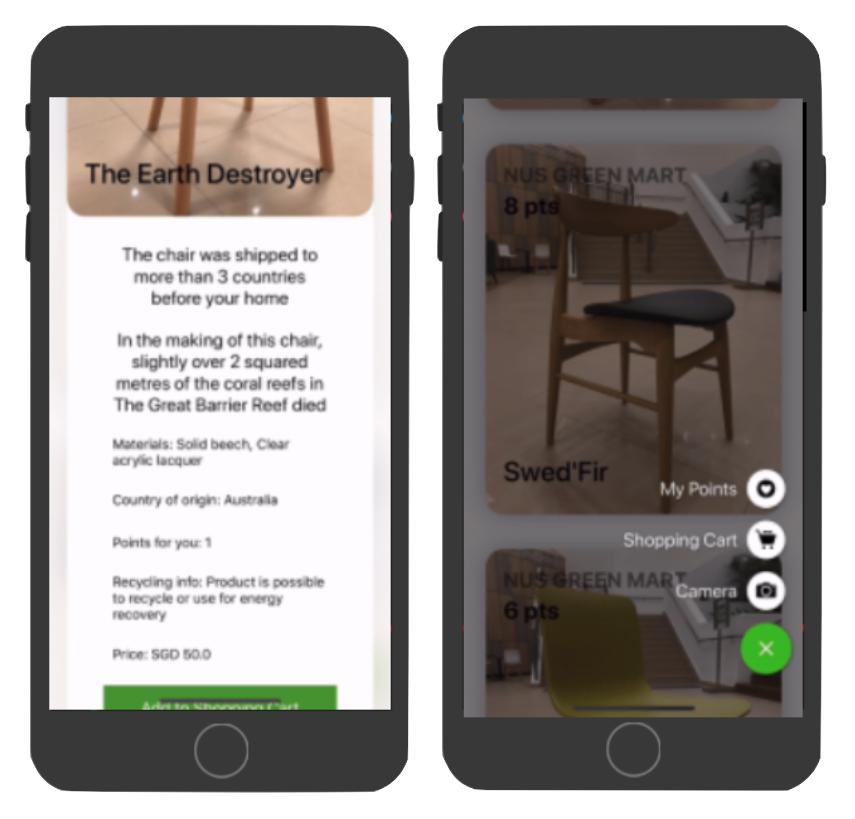 The Earth Destroyer
The chair was shipped to
more than 3 countries
before your home
In the making of this chair,
slightly over 2 squared
metres of the coral reefs in
The Great Barrier Reef died
Materials: Solid beech, Clear
acrylic lacquer
Country of origin: Australia
Points for you: 1
Recycling info: Product is possible
to recycle or use for energy
recovery
Price: SGD 50.0
Add to Shopping Cart
NUS GREEN MART
8 pts
Swed'Fir
My Points
Shopping Cart
NUS GREEN MART
Camera
6 pts